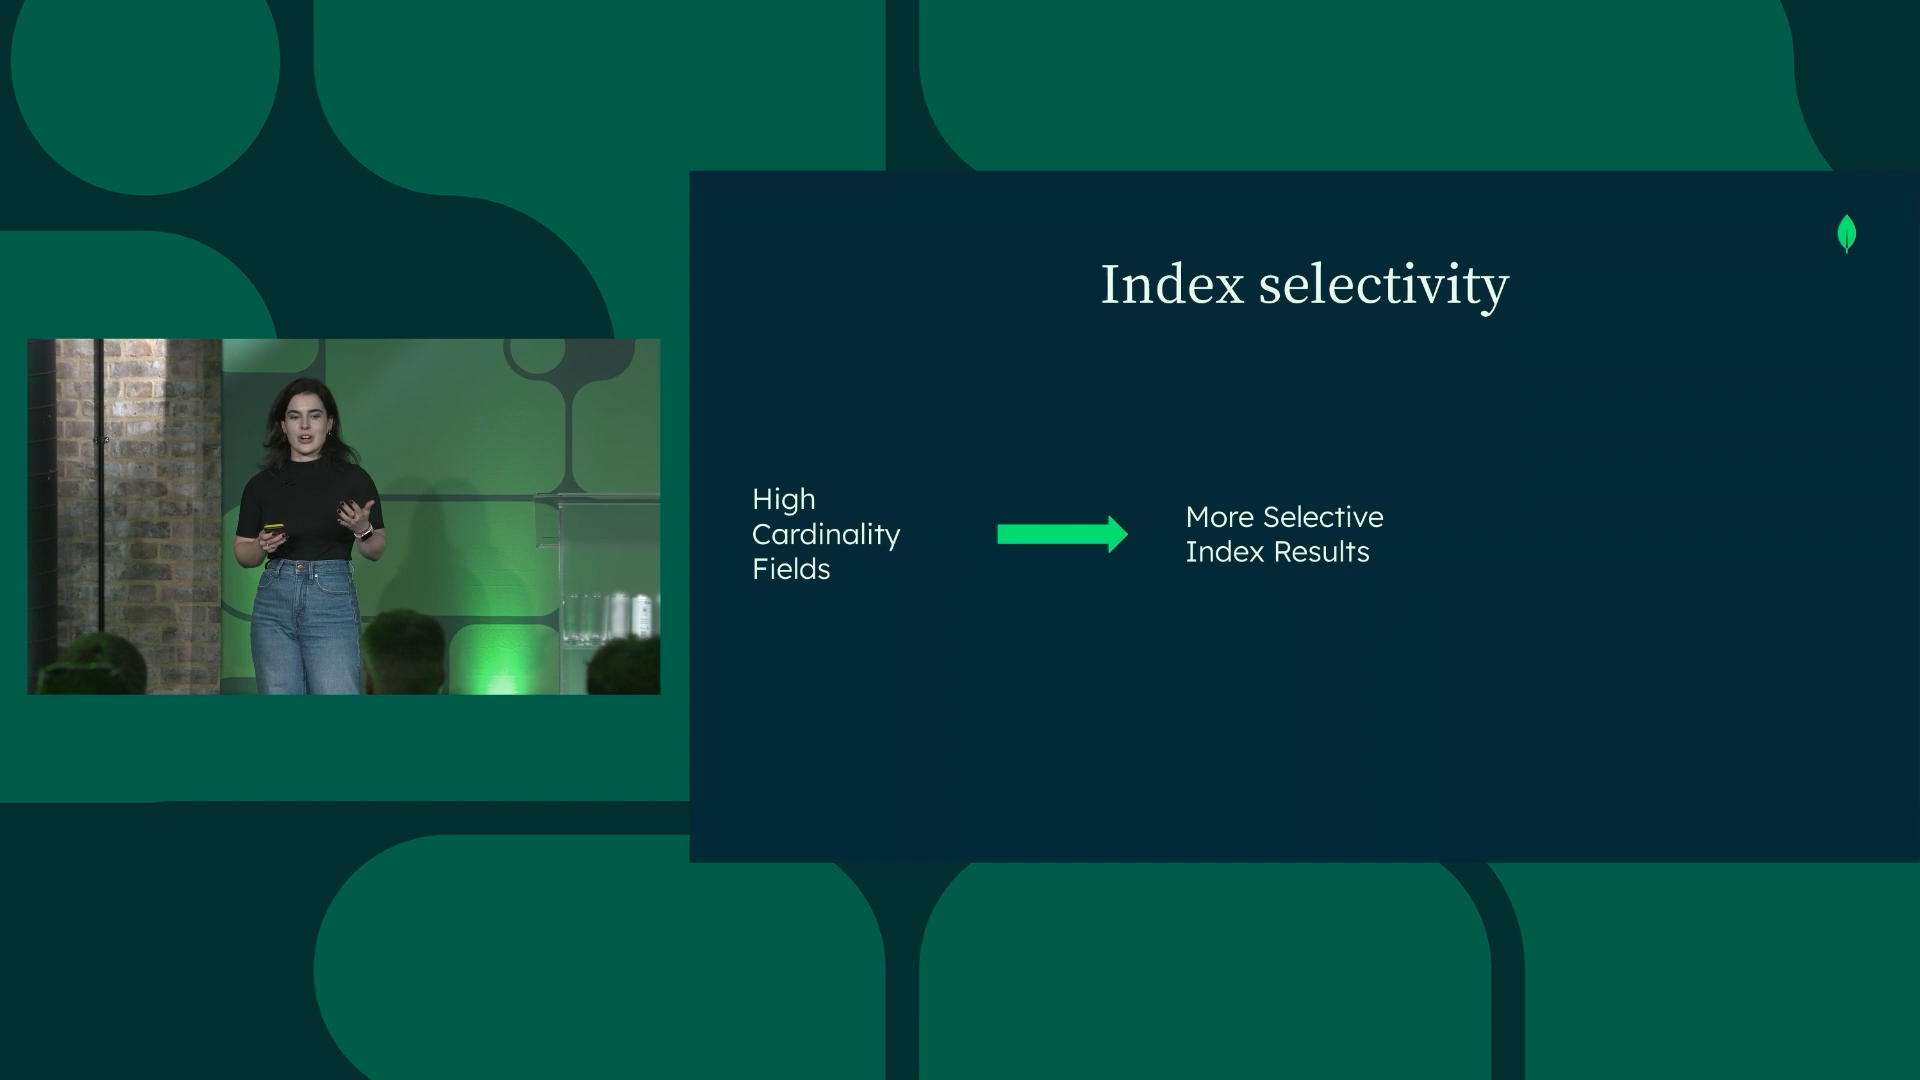 Index selectivity
High
Cardinality
Fields
More Selective
Index Results